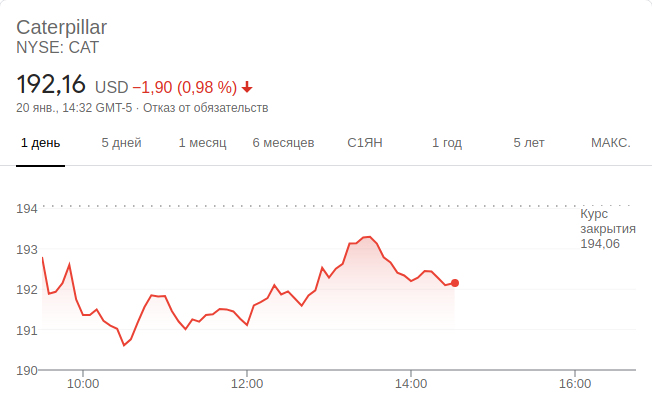 Caterpillar
NYSE: CAT
192,16 USD −1,90 (0,98 %)
20 янв., 14:32 GMT-5 · Отказ от обязательств
1 день 5 дней 1 месяц 6 месяцев С1ЯН 1 год 5 лет МАКС.
194
Курс
закрытия
194,06
193
192
191
190
10:00 12:00 14:00 16:00